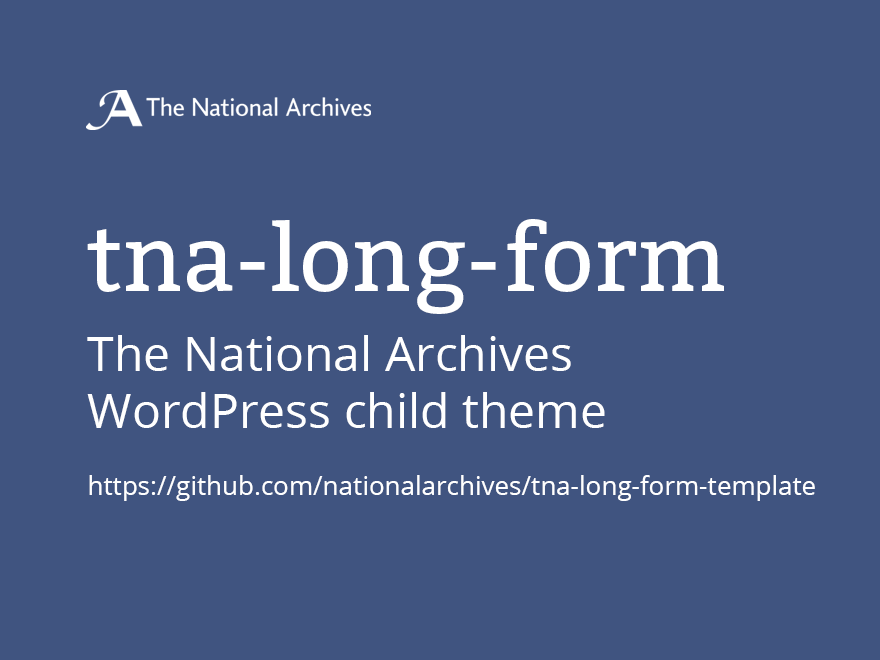 The National Archives
tna-long-form
The National Archives
WordPress child theme
https://github.com/nationalarchives/tna-long-form-template